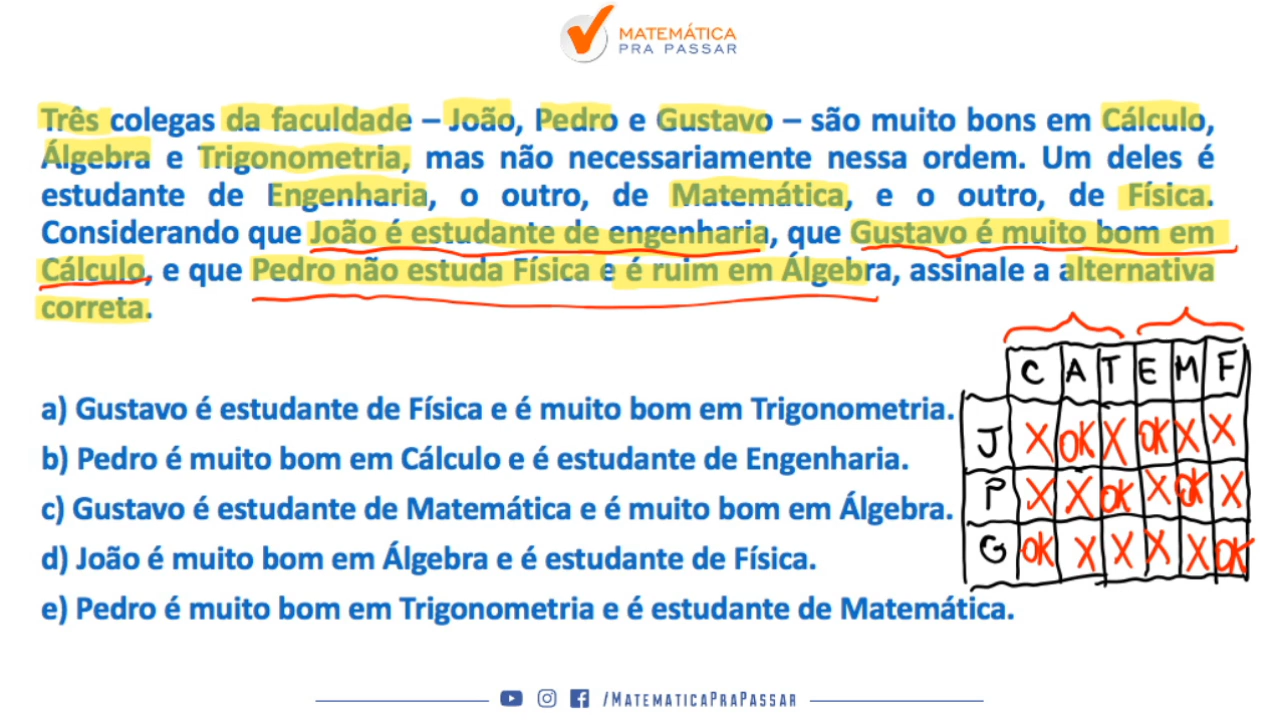 MATEMÁTICA
PRA PASSAR
Três colegas da faculdade – João, Pedro e Gustavo – são muito bons em Cálculo,
Álgebra e Trigonometria, mas não necessariamente nessa ordem. Um deles é
estudante de Engenharia, o outro, de Matemática, e o outro, de Física.
Considerando que João é estudante de engenharia, que Gustavo é muito bom em
Cálculo, e que Pedro não estuda Física e é ruim em Álgebra, assinale a alternativa
correta.
a) Gustavo é estudante de Física e é muito bom em Trigonometria.
b) Pedro é muito bom em Cálculo e é estudante de Engenharia.
c) Gustavo é estudante de Matemática e é muito bom em Álgebra.
d) João é muito bom em Álgebra e é estudante de Física.
e) Pedro é muito bom em Trigonometria e é estudante de Matemática.
C A T E M F
J X OK X OK X X
P X X OK X OK X
G OK X X X X OK
/MATEMATICAPRAPASSAR